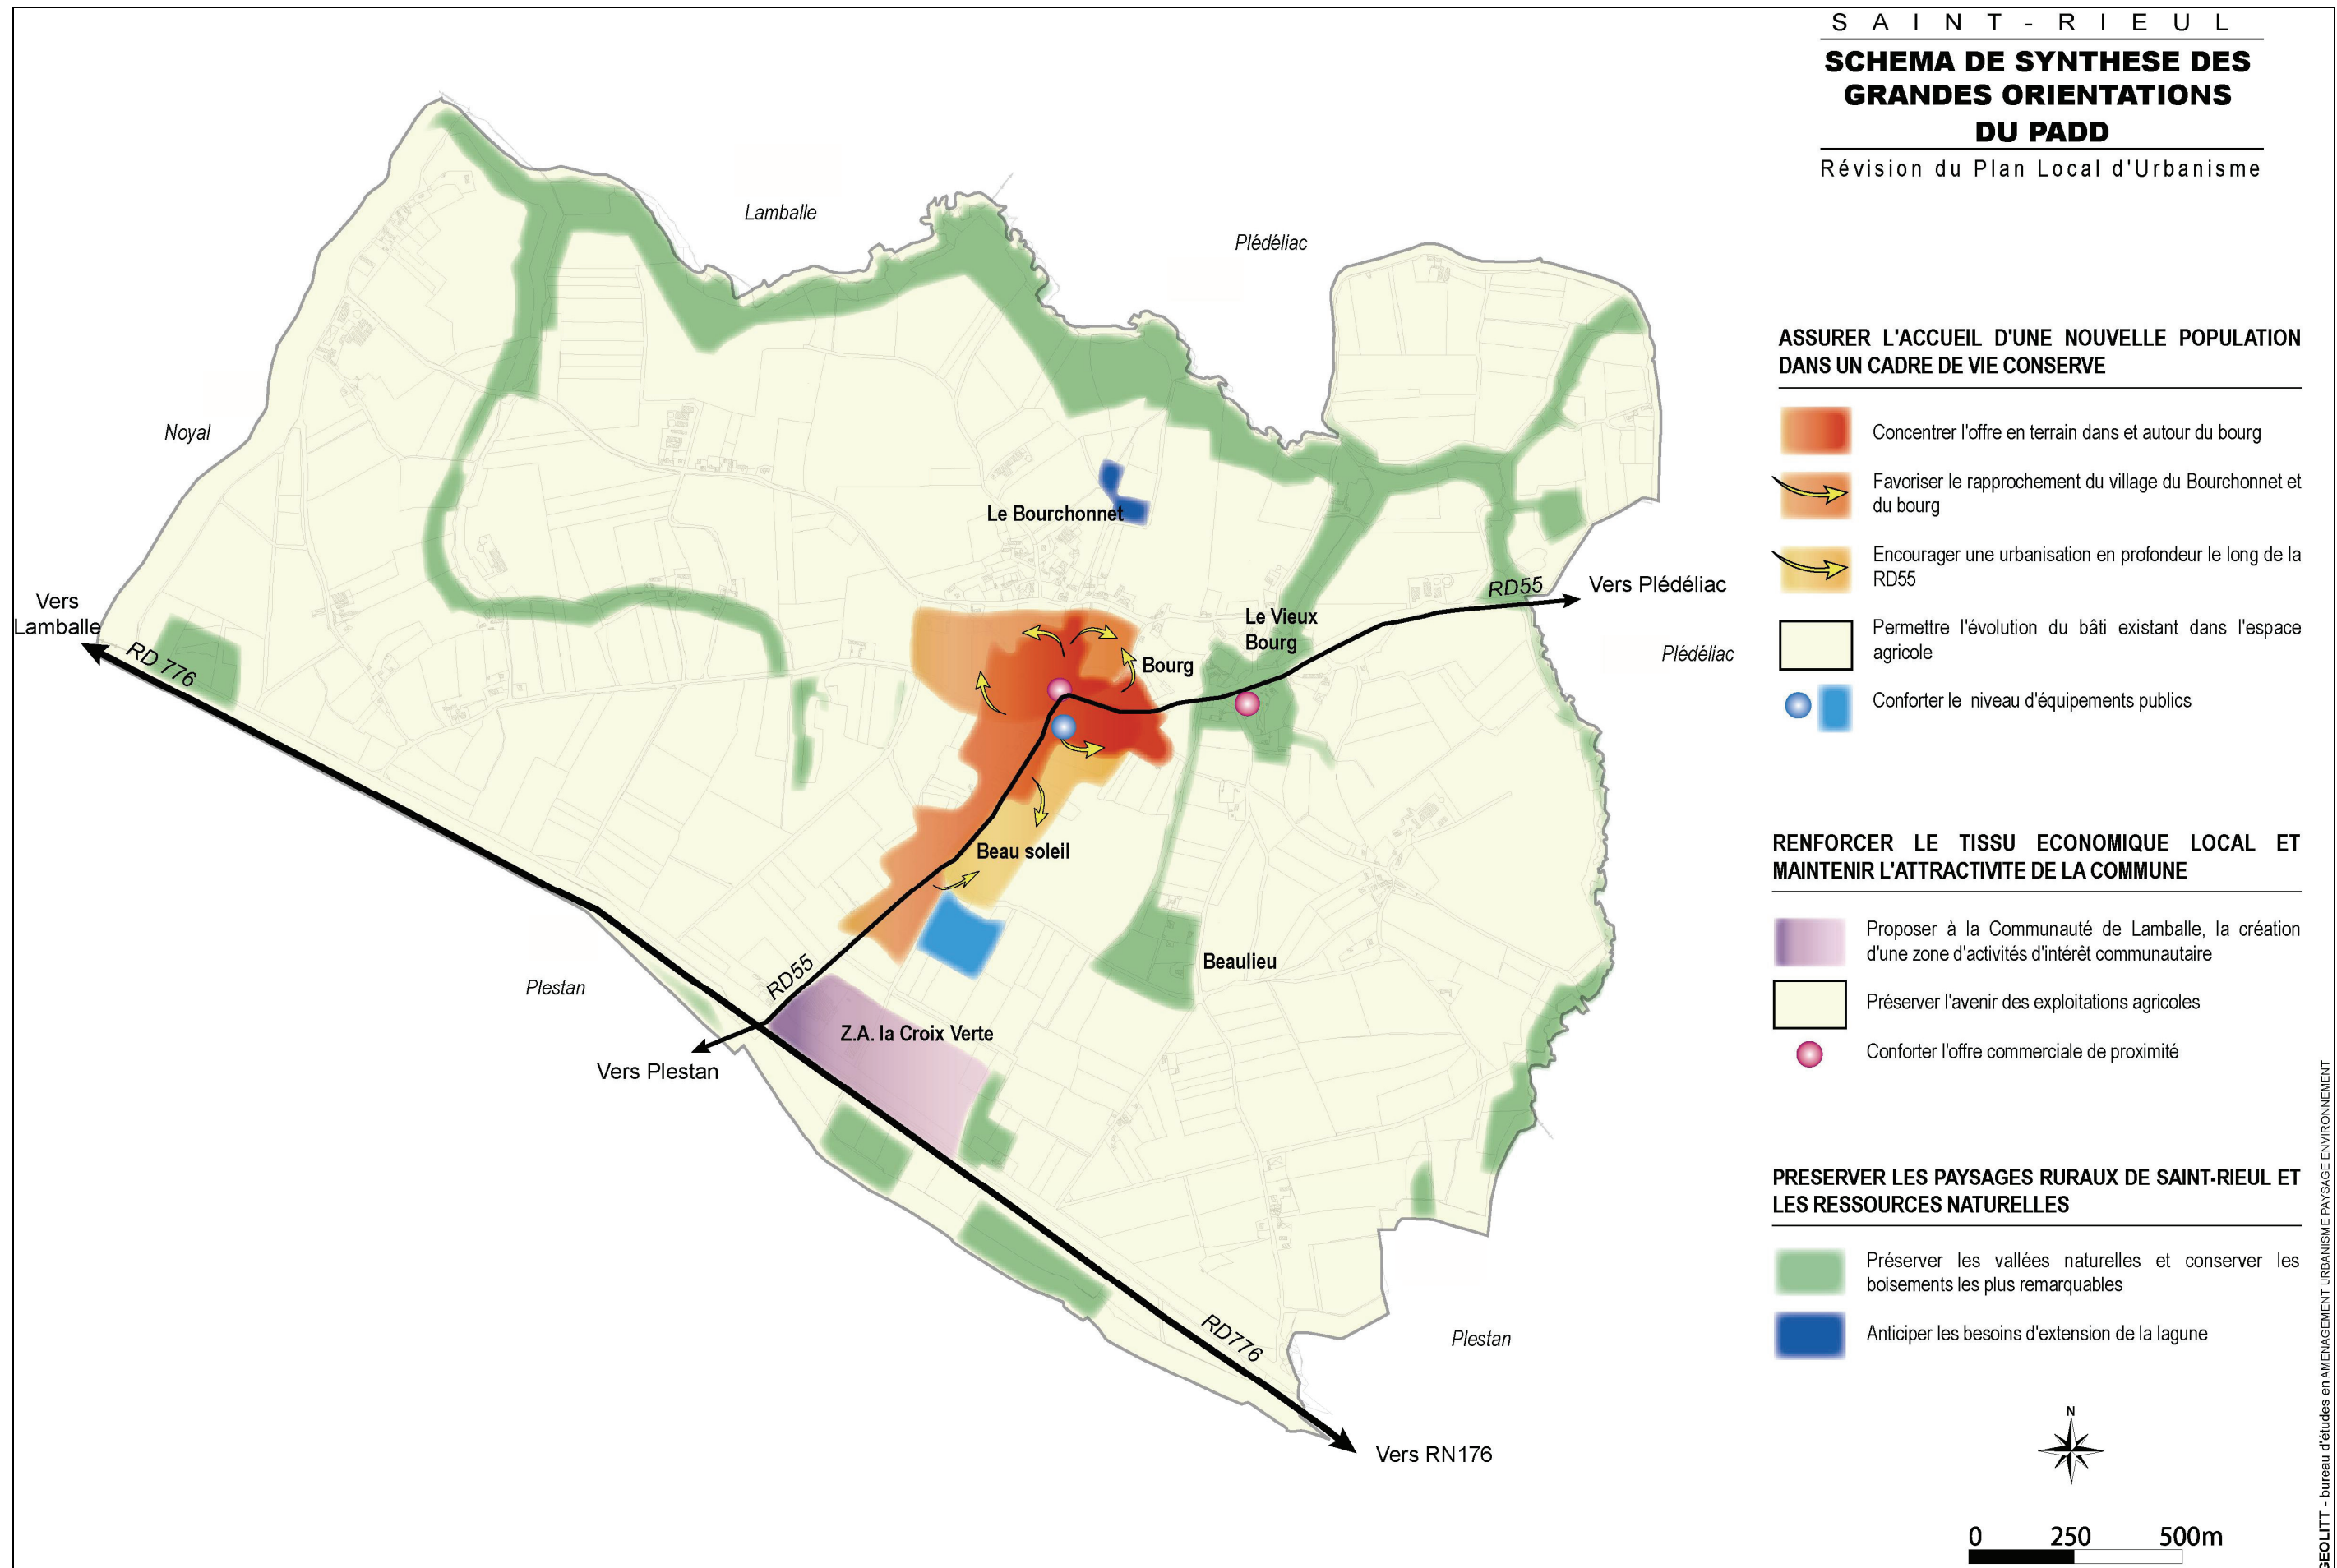 S A I N T - R I E U L
SCHEMA DE SYNTHESE DES
GRANDES ORIENTATIONS
DU PADD
Révision du Plan Local d'Urbanisme
Lamballe
Plédéliac
Noyal
Le Bourchonnet
Vers
Lamballe
RD 776
RD55
Vers Plédéliac
Le Vieux
Bourg
Bourg
Plédéliac
Beau soleil
Beaulieu
RD55
Plestan
Z.A. la Croix Verte
Vers Plestan
RD776
Plestan
Vers RN176
ASSURER L'ACCUEIL D'UNE NOUVELLE POPULATION
DANS UN CADRE DE VIE CONSERVE
Concentrer l'offre en terrain dans et autour du bourg
Favoriser le rapprochement du village du Bourchonnet et
du bourg
Encourager une urbanisation en profondeur le long de la
RD55
Permettre l'évolution du bâti existant dans l'espace
agricole
Conforter le niveau d'équipements publics
RENFORCER LE TISSU ECONOMIQUE LOCAL ET
MAINTENIR L'ATTRACTIVITE DE LA COMMUNE
Proposer à la Communauté de Lamballe, la création
d'une zone d'activités d'intérêt communautaire
Préserver l'avenir des exploitations agricoles
Conforter l'offre commerciale de proximité
PRESERVER LES PAYSAGES RURAUX DE SAINT-RIEUL ET
LES RESSOURCES NATURELLES
Préserver les vallées naturelles et conserver les
boisements les plus remarquables
Anticiper les besoins d'extension de la lagune
N
0 250 500m
GEOLITT - bureau d'études en AMENAGEMENT URBANISME PAYSAGE ENVIRONNEMENT